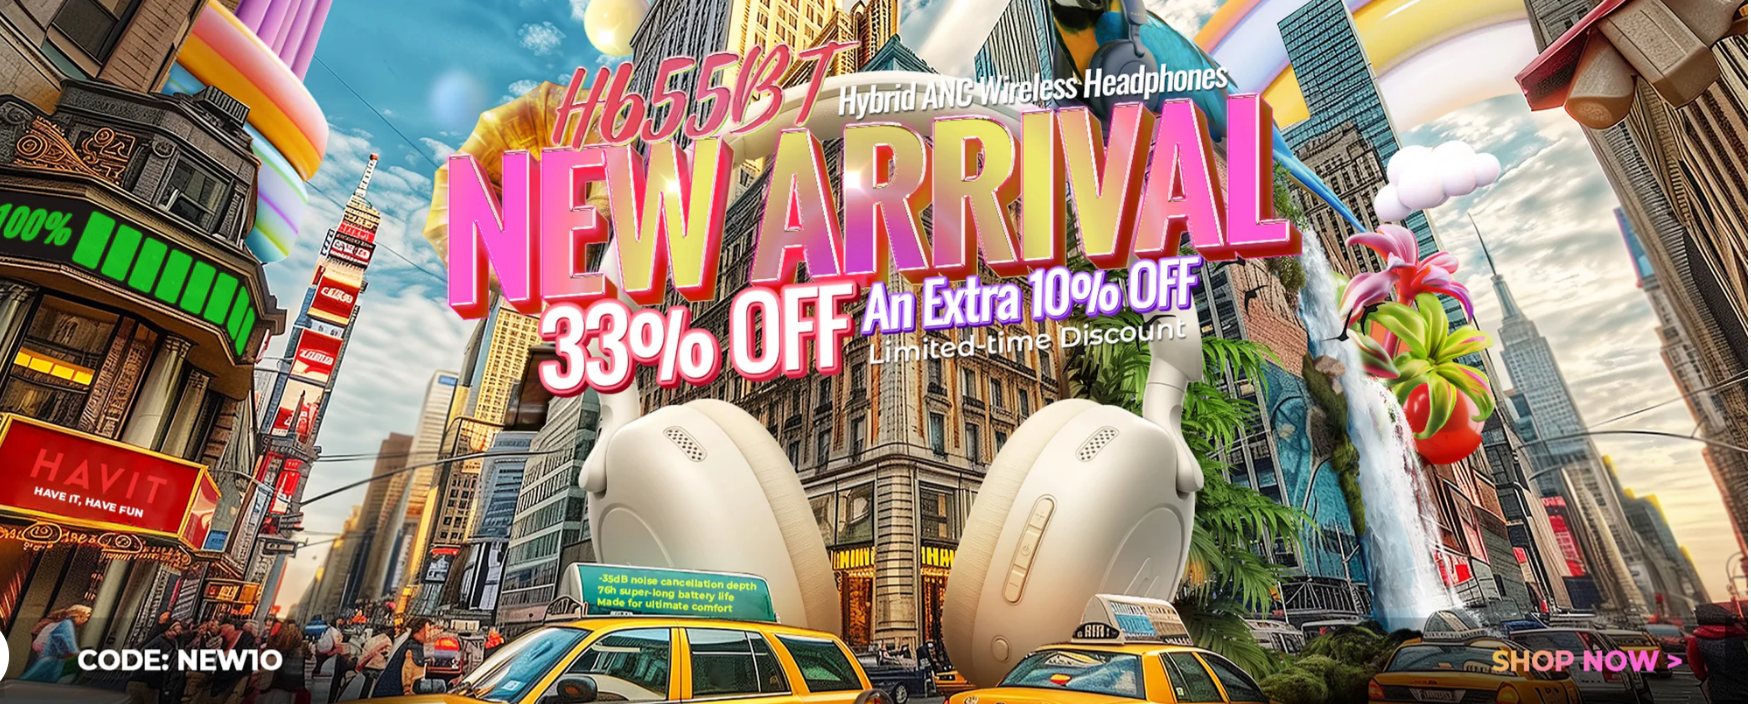 H655BT
Hybrid ANC Wireless Headphones
NEW ARRIVAL
33% OFF
An Extra 10% OFF
Limited-time Discount
100%
HAVIT
HAVE IT, HAVE FUN
-35dB noise cancellation depth
76h super-long battery life
Made for ultimate comfort
CODE: NEW10
SHOP NOW >